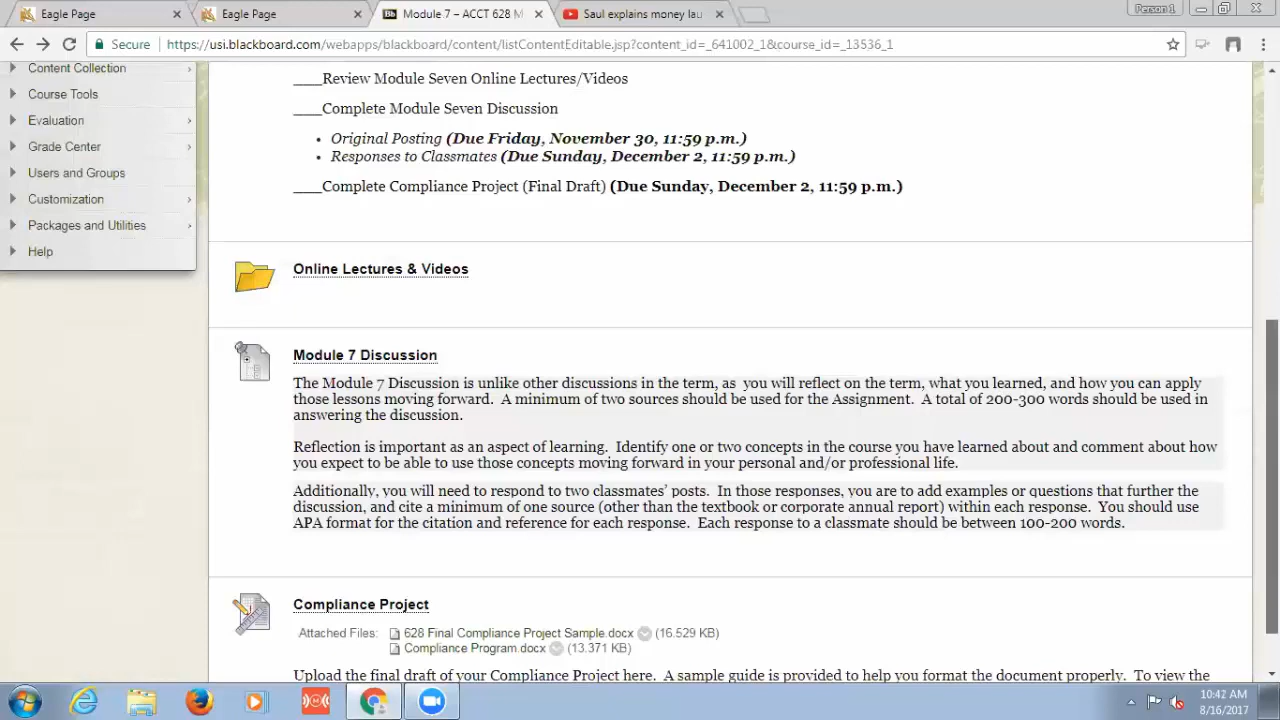 Eagle Page
Eagle Page
Module 7 – ACCT 628 M
Saul explains money lau
Person 1
Secure
https://usi.blackboard.com/webapps/blackboard/content/listContentEditable.jsp?content_id=_641002_1&course_id=_13536_1
Content Collection
Course Tools
Evaluation
Grade Center
Users and Groups
Customization
Packages and Utilities
Help
____Review Module Seven Online Lectures/Videos
____Complete Module Seven Discussion
• Original Posting (Due Friday, November 30, 11:59 p.m.)
• Responses to Classmates (Due Sunday, December 2, 11:59 p.m.)
____Complete Compliance Project (Final Draft) (Due Sunday, December 2, 11:59 p.m.)
Online Lectures & Videos
Module 7 Discussion
The Module 7 Discussion is unlike other discussions in the term, as you will reflect on the term, what you learned, and how you can apply
those lessons moving forward. A minimum of two sources should be used for the Assignment. A total of 200-300 words should be used in
answering the discussion.
Reflection is important as an aspect of learning. Identify one or two concepts in the course you have learned about and comment about how
you expect to be able to use those concepts moving forward in your personal and/or professional life.
Additionally, you will need to respond to two classmates' posts. In those responses, you are to add examples or questions that further the
discussion, and cite a minimum of one source (other than the textbook or corporate annual report) within each response. You should use
APA format for the citation and reference for each response. Each response to a classmate should be between 100-200 words.
Compliance Project
Attached Files: 628 Final Compliance Project Sample.docx (16.529 KB)
Compliance Program.docx (13.371 KB)
Upload the final draft of your Compliance Project here. A sample guide is provided to help you format the document properly. To view the
10:42 AM
8/16/2017